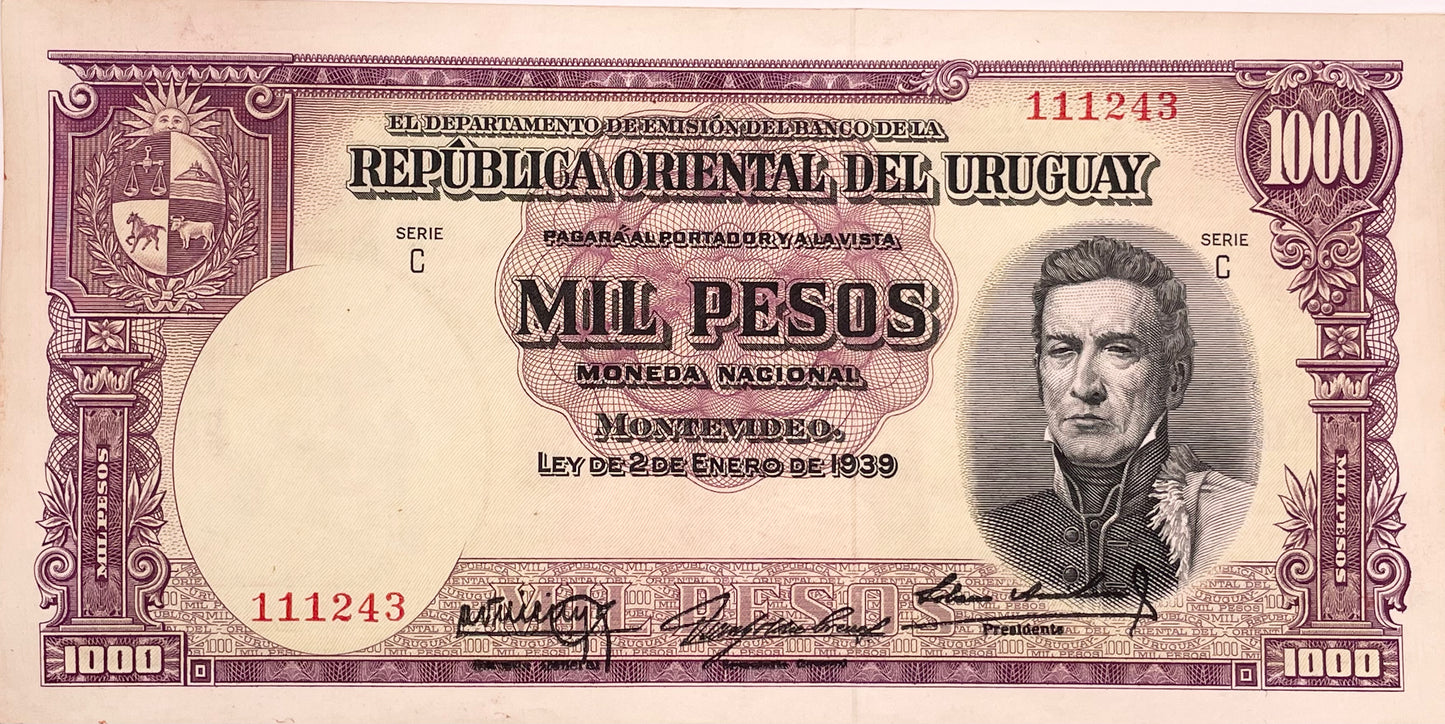 111243
1000
EL DEPARTAMENTO DE EMISIÓN DEL BANCO DE LA
REPÚBLICA ORIENTAL DEL URUGUAY
SERIE
C
PAGARÁ AL PORTADOR Y A LA VISTA
SERIE
C
MIL PESOS
MONEDA NACIONAL
MONTEVIDEO.
LEY DE 2 DE ENERO DE 1939
MIL PESOS
MIL PESOS
111243
MIL PESOS
Presidente
1000
1000